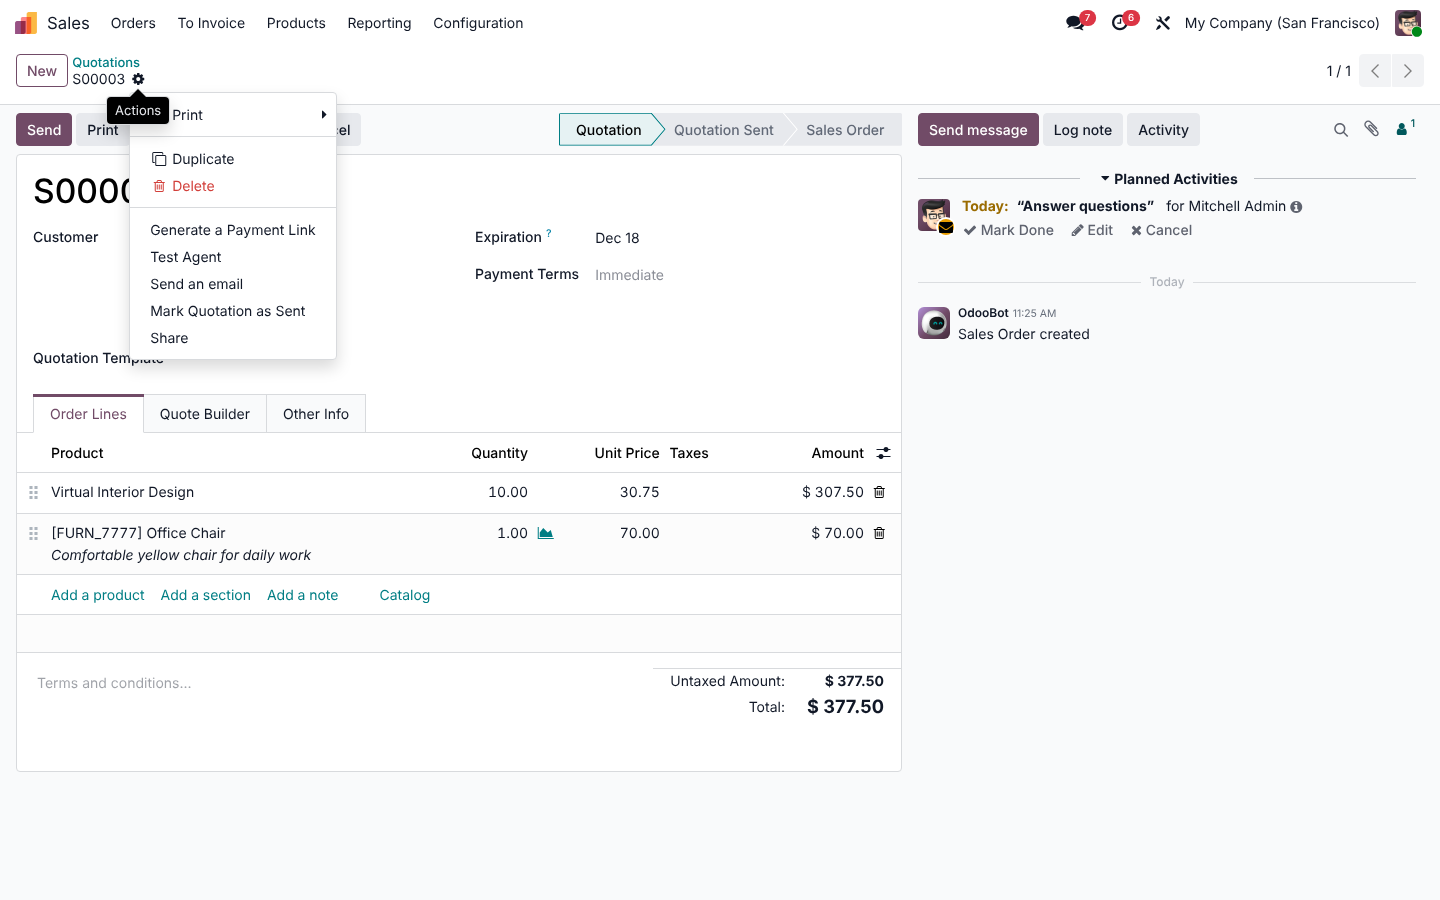 Sales Orders To Invoice Products Reporting Configuration 7 6 My Company (San Francisco)
New Quotations
S00003
1 / 1
Actions
Print
Duplicate
Delete
Generate a Payment Link
Test Agent
Send an email
Mark Quotation as Sent
Share
Send Print Quotation Quotation Sent Sales Order
Send message Log note Activity 1
Customer
Expiration ? Dec 18
Payment Terms Immediate
Quotation Template
Order Lines Quote Builder Other Info
Product Quantity Unit Price Taxes Amount
Virtual Interior Design 10.00 30.75 $ 307.50
[FURN_7777] Office Chair 1.00 70.00 $ 70.00
Comfortable yellow chair for daily work
Add a product Add a section Add a note Catalog
Terms and conditions...
Untaxed Amount: $ 377.50
Total: $ 377.50
Planned Activities
Today: “Answer questions” for Mitchell Admin
Mark Done Edit Cancel
Today
OdooBot 11:25 AM
Sales Order created